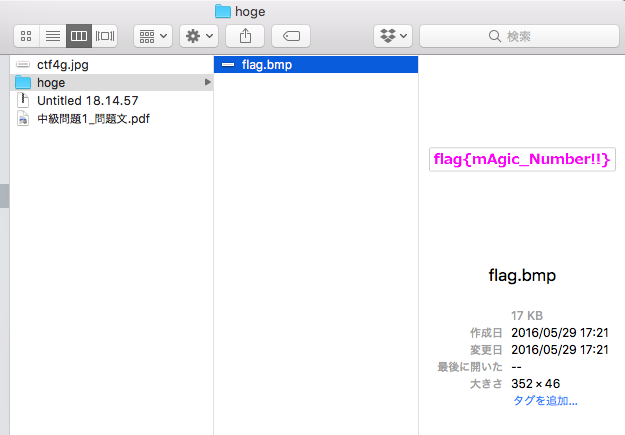 hoge
検索
ctf4g.jpg
hoge
Untitled 18.14.57
中級問題1_問題文.pdf
flag.bmp
flag{mAgic_Number!!}
flag.bmp
17 KB
作成日 2016/05/29 17:21
変更日 2016/05/29 17:21
最後に開いた --
大きさ 352 × 46
タグを追加...